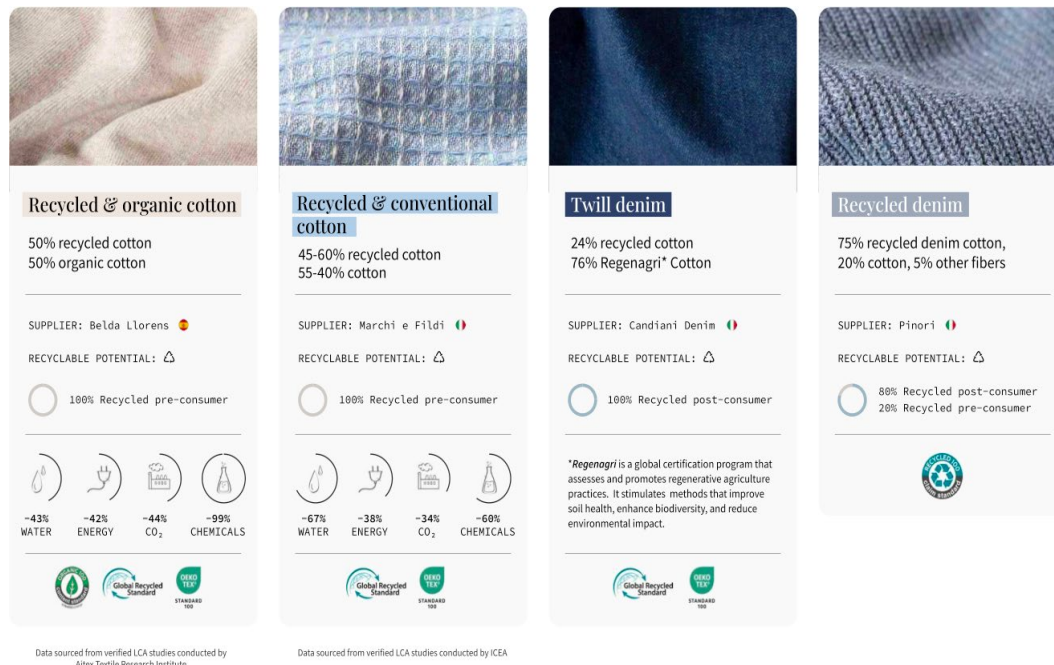 Recycled & organic cotton
50% recycled cotton
50% organic cotton
SUPPLIER: Belda Llorens
RECYCLABLE POTENTIAL:
100% Recycled pre-consumer
-43%
WATER
-42%
ENERGY
-44%
CO₂
-99%
CHEMICALS
Global Recycled
Standard
OEKO
TEX®
STANDARD
100
Data sourced from verified LCA studies conducted by
Aitex Textile Research Institute
Recycled & conventional
cotton
45-60% recycled cotton
55-40% cotton
SUPPLIER: Marchi e Fildi
RECYCLABLE POTENTIAL:
100% Recycled pre-consumer
-67%
WATER
-38%
ENERGY
-34%
CO₂
-60%
CHEMICALS
Global Recycled
Standard
OEKO
TEX®
STANDARD
100
Data sourced from verified LCA studies conducted by ICEA
Twill denim
24% recycled cotton
76% Regenagri* Cotton
SUPPLIER: Candiani Denim
RECYCLABLE POTENTIAL:
100% Recycled post-consumer
*Regenagri is a global certification program that
assesses and promotes regenerative agriculture
practices. It stimulates methods that improve
soil health, enhance biodiversity, and reduce
environmental impact.
Global Recycled
Standard
OEKO
TEX®
STANDARD
100
Recycled denim
75% recycled denim cotton,
20% cotton, 5% other fibers
SUPPLIER: Pinori
RECYCLABLE POTENTIAL:
80% Recycled post-consumer
20% Recycled pre-consumer
RECYCLED 100
claim standard